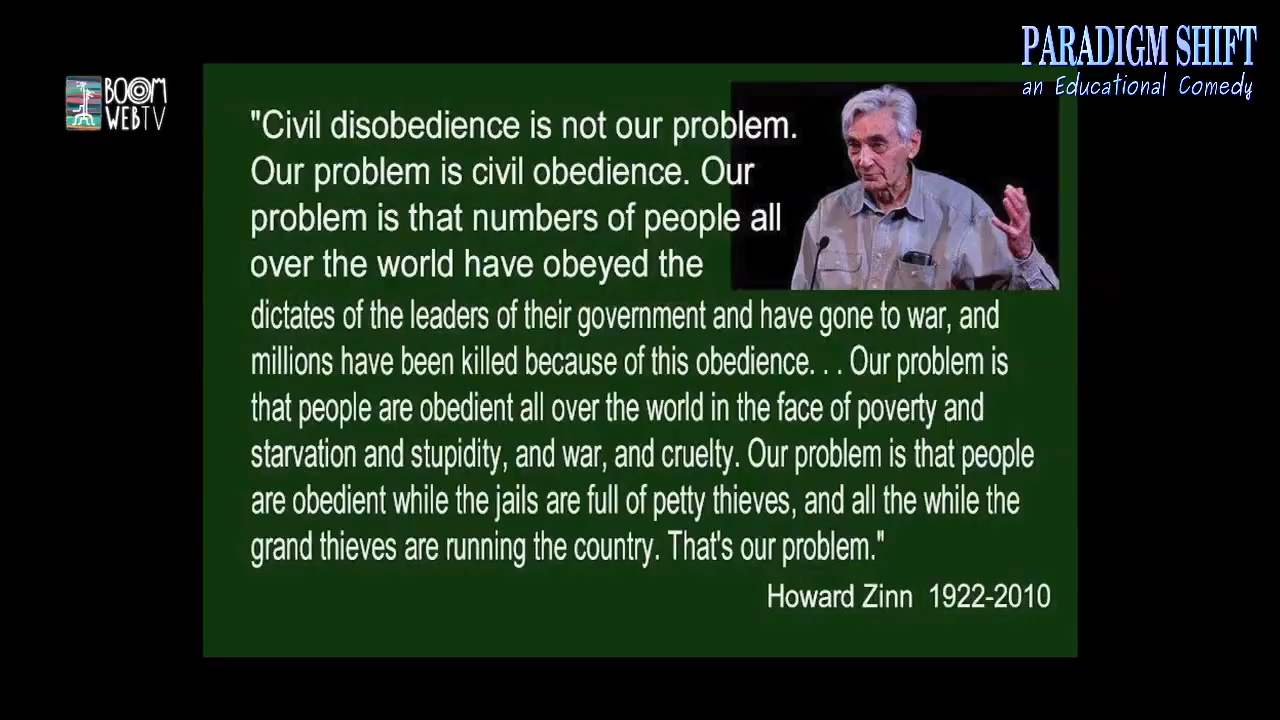 PARADIGM SHIFT
an Educational Comedy
BOOM
WEBTV
"Civil disobedience is not our problem.
Our problem is civil obedience. Our
problem is that numbers of people all
over the world have obeyed the
dictates of the leaders of their government and have gone to war, and
millions have been killed because of this obedience. . . Our problem is
that people are obedient all over the world in the face of poverty and
starvation and stupidity, and war, and cruelty. Our problem is that people
are obedient while the jails are full of petty thieves, and all the while the
grand thieves are running the country. That's our problem."
Howard Zinn 1922-2010